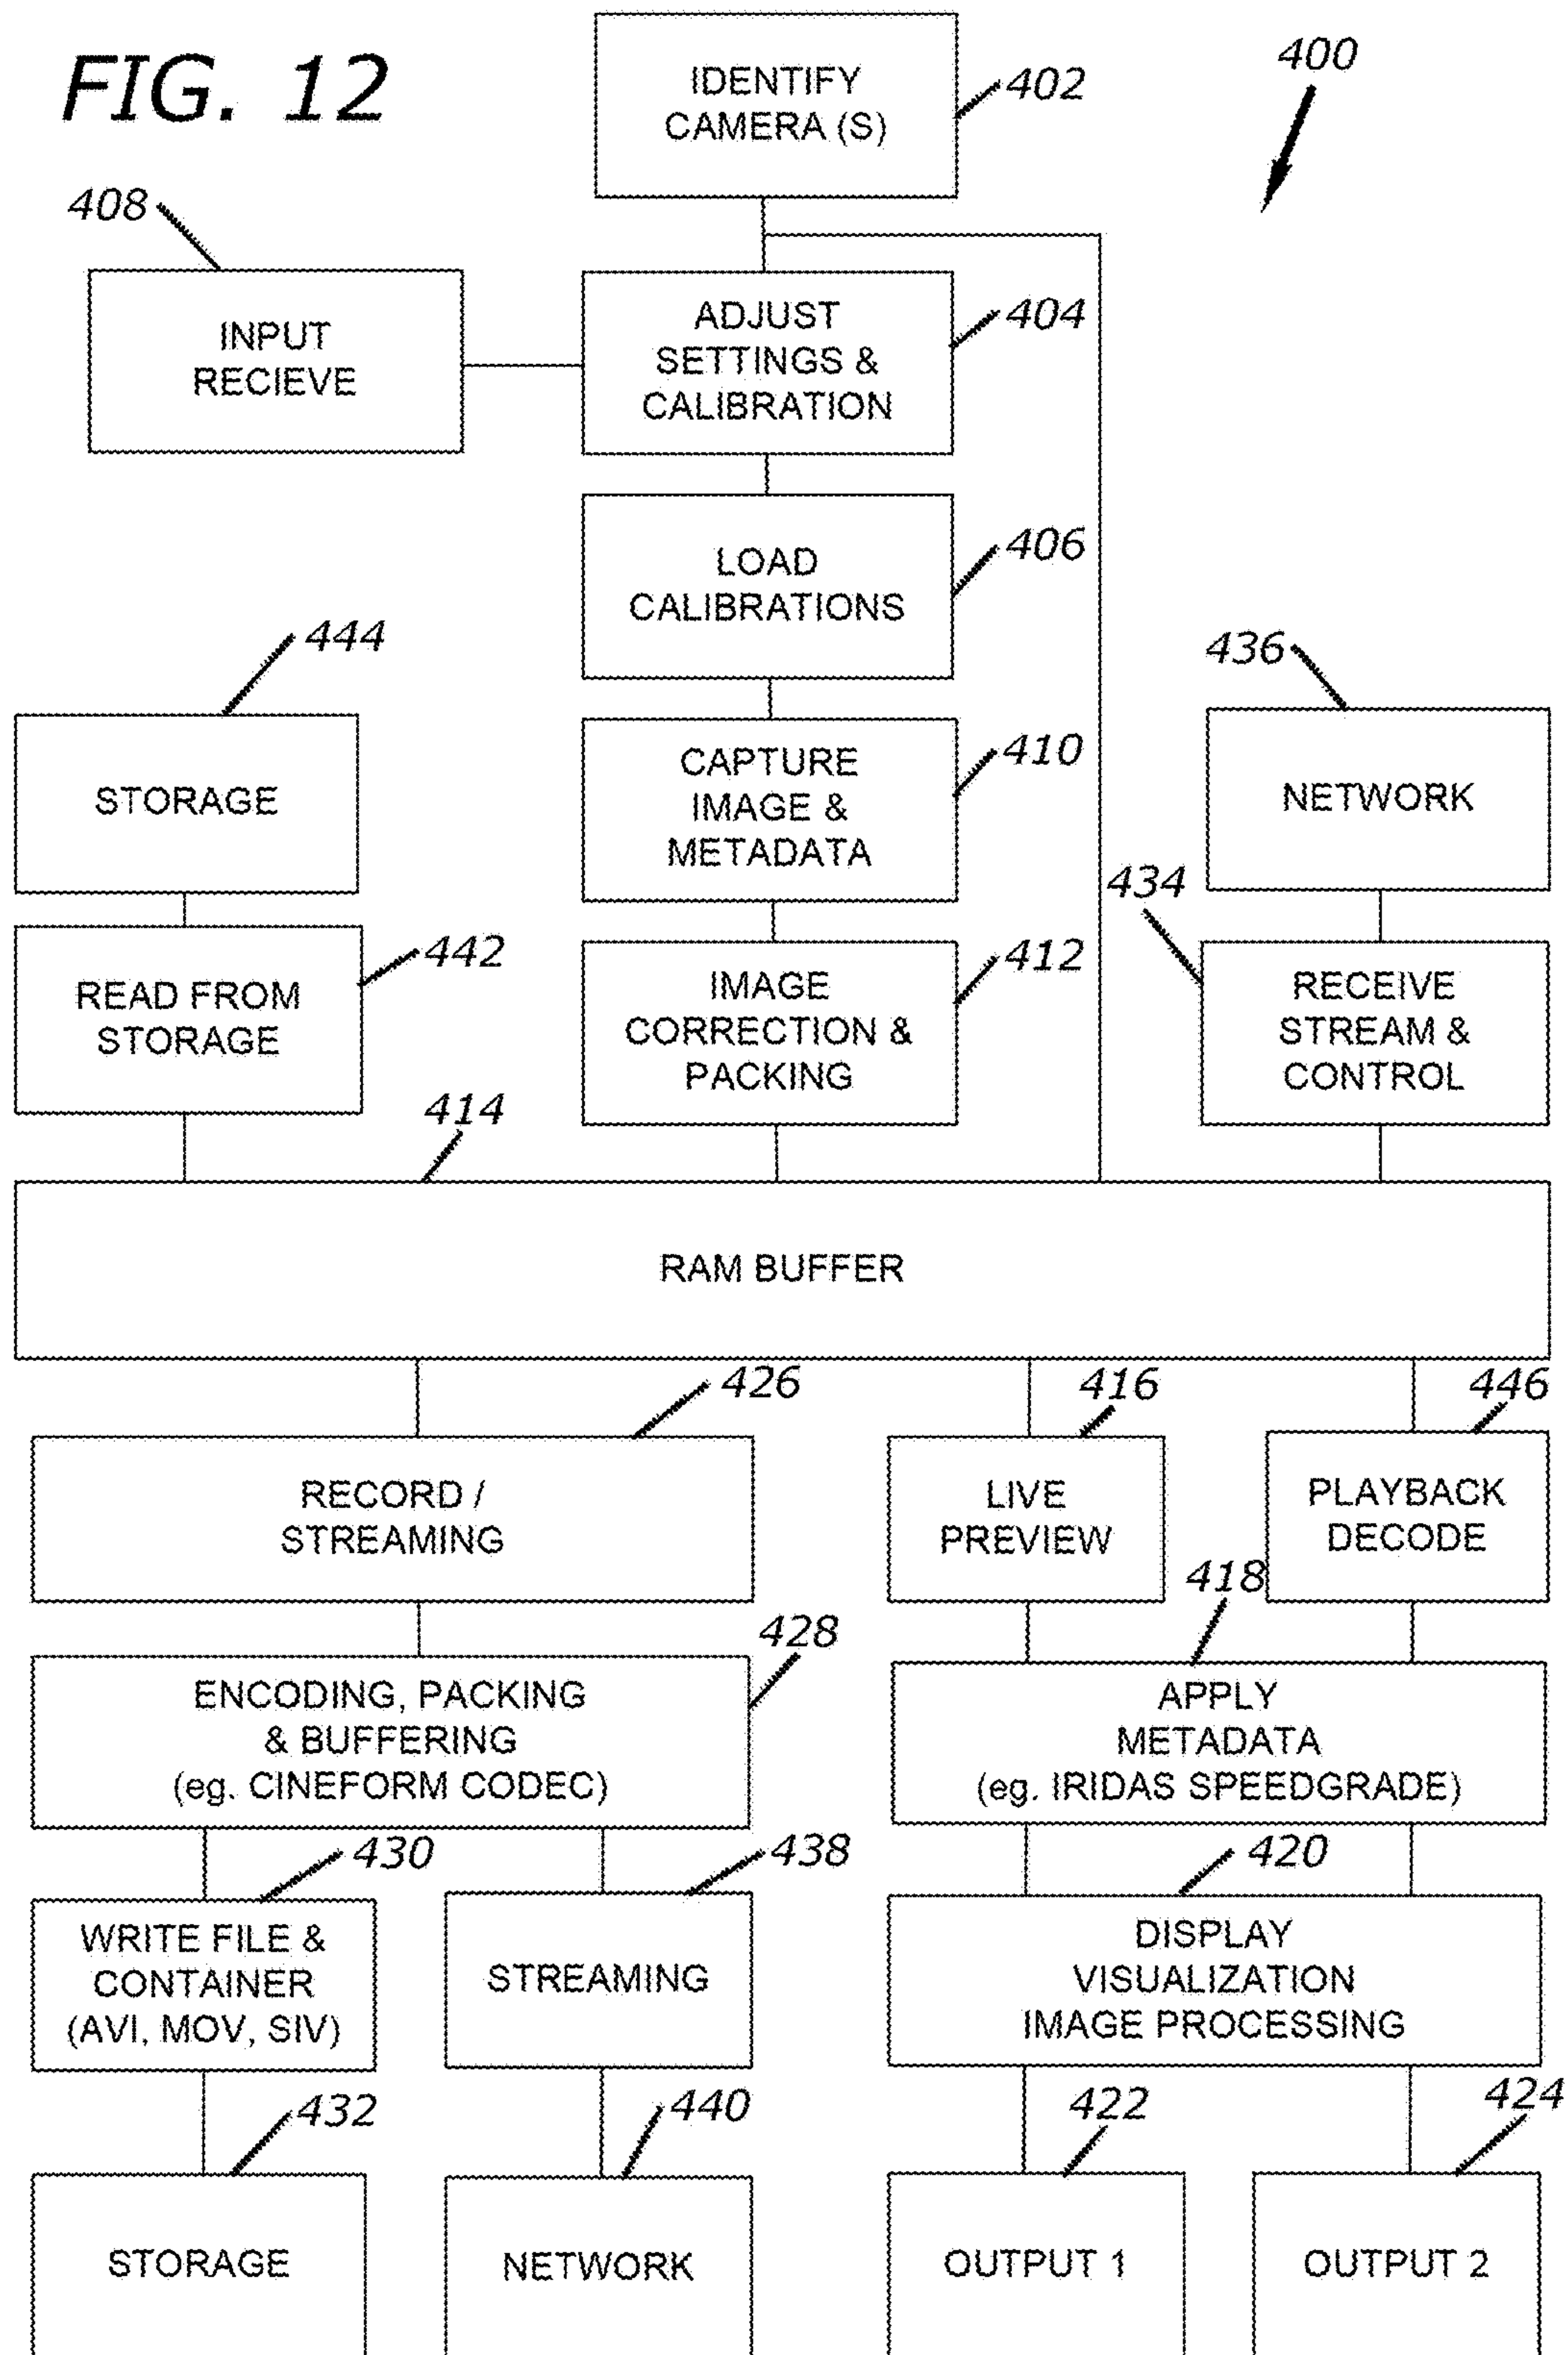 FIG. 12
400
IDENTIFY
CAMERA (S)
402
408
INPUT
RECIEVE
ADJUST
SETTINGS &
CALIBRATION
404
LOAD
CALIBRATIONS
406
444
STORAGE
CAPTURE
IMAGE &
METADATA
410
436
NETWORK
READ FROM
STORAGE
442
IMAGE
CORRECTION &
PACKING
412
434
RECEIVE
STREAM &
CONTROL
414
RAM BUFFER
426
RECORD /
STREAMING
416
LIVE
PREVIEW
446
PLAYBACK
DECODE
428
ENCODING, PACKING
& BUFFERING
(eg. CINEFORM CODEC)
418
APPLY
METADATA
(eg. IRIDAS SPEEDGRADE)
430
WRITE FILE &
CONTAINER
(AVI, MOV, SIV)
438
STREAMING
420
DISPLAY
VISUALIZATION
IMAGE PROCESSING
432
STORAGE
440
NETWORK
422
OUTPUT 1
424
OUTPUT 2